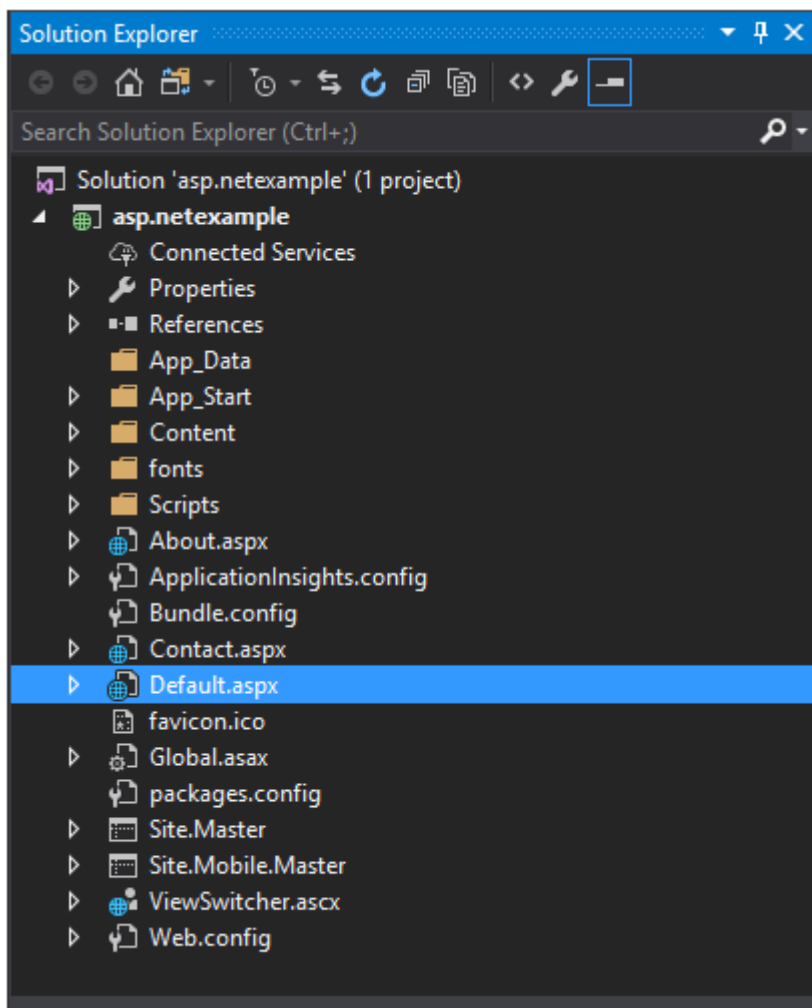 Solution Explorer
Search Solution Explorer (Ctrl+;)
Solution 'asp.netexample' (1 project)
asp.netexample
Connected Services
Properties
References
App_Data
App_Start
Content
fonts
Scripts
About.aspx
ApplicationInsights.config
Bundle.config
Contact.aspx
Default.aspx
favicon.ico
Global.asax
packages.config
Site.Master
Site.Mobile.Master
ViewSwitcher.ascx
Web.config